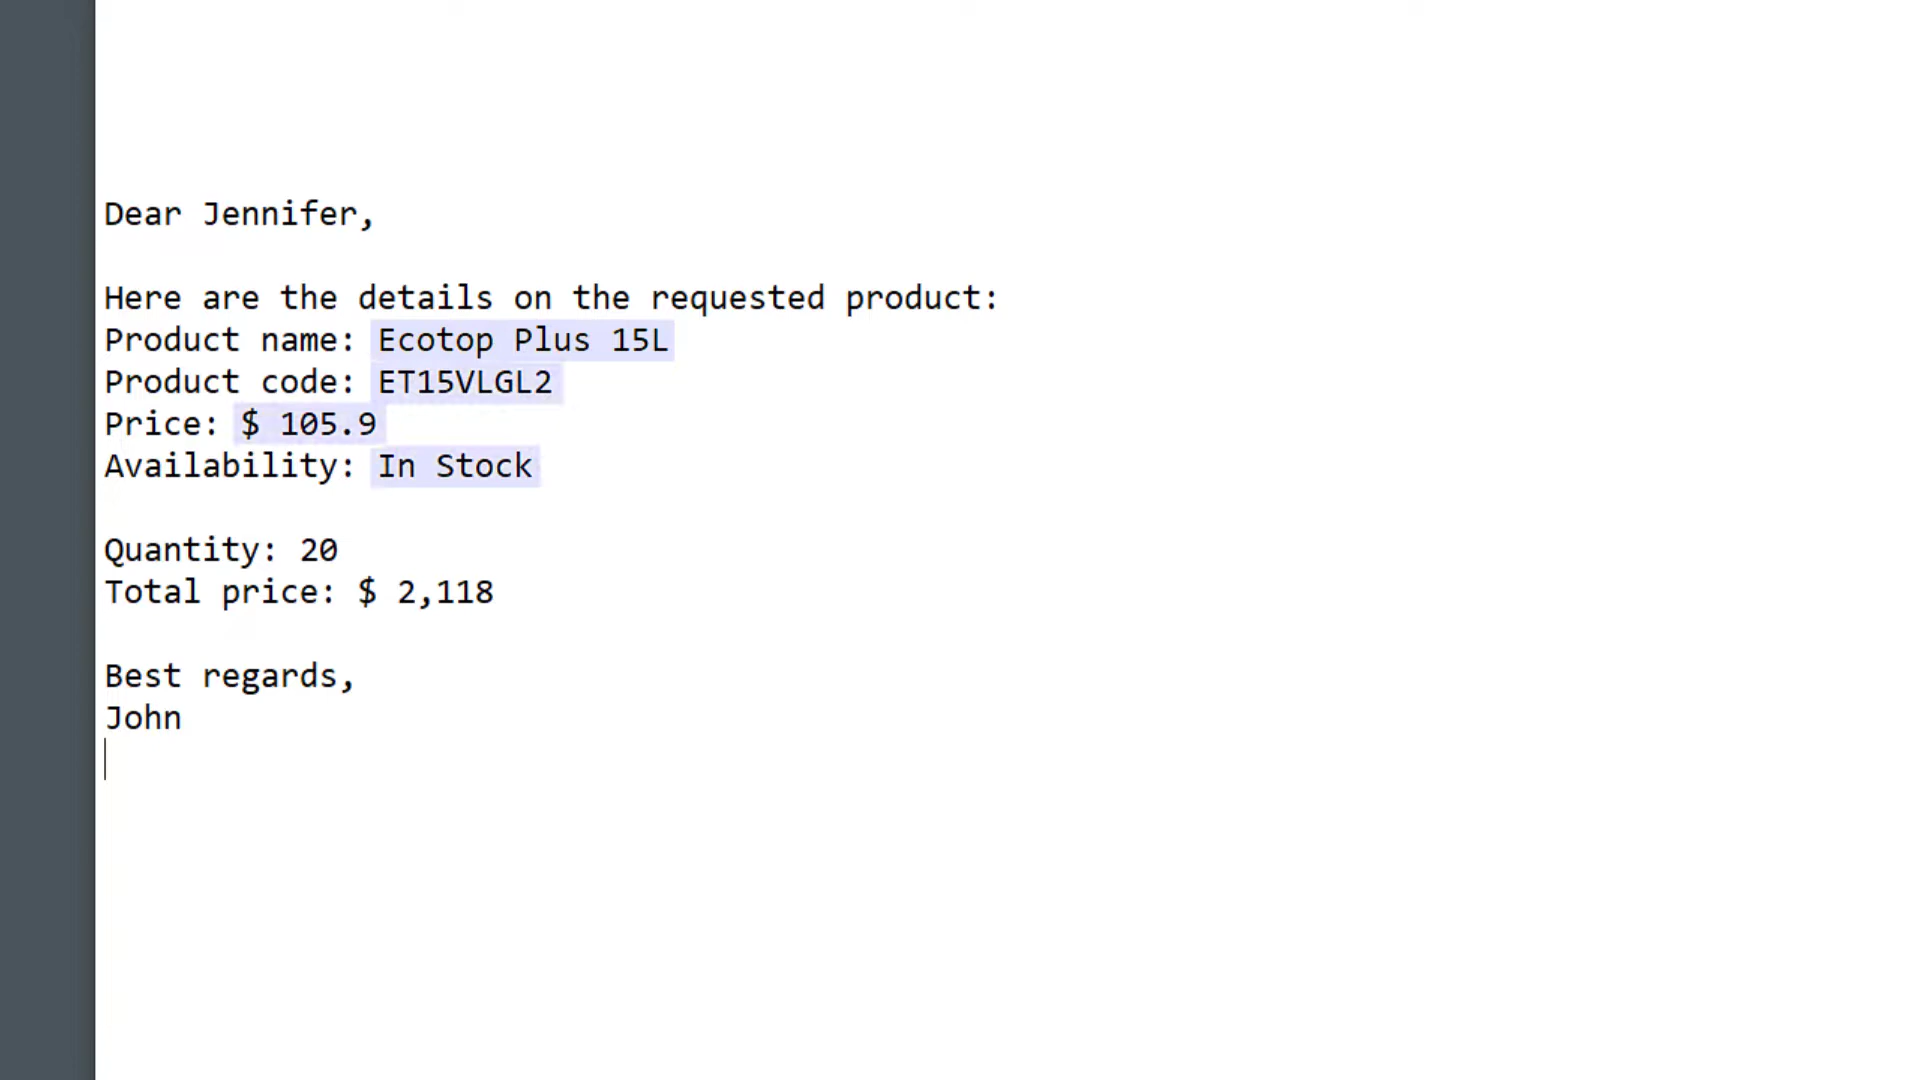 Dear Jennifer,
Here are the details on the requested product:
Product name: Ecotop Plus 15L
Product code: ET15VLGL2
Price: $ 105.9
Availability: In Stock
Quantity: 20
Total price: $ 2,118
Best regards,
John